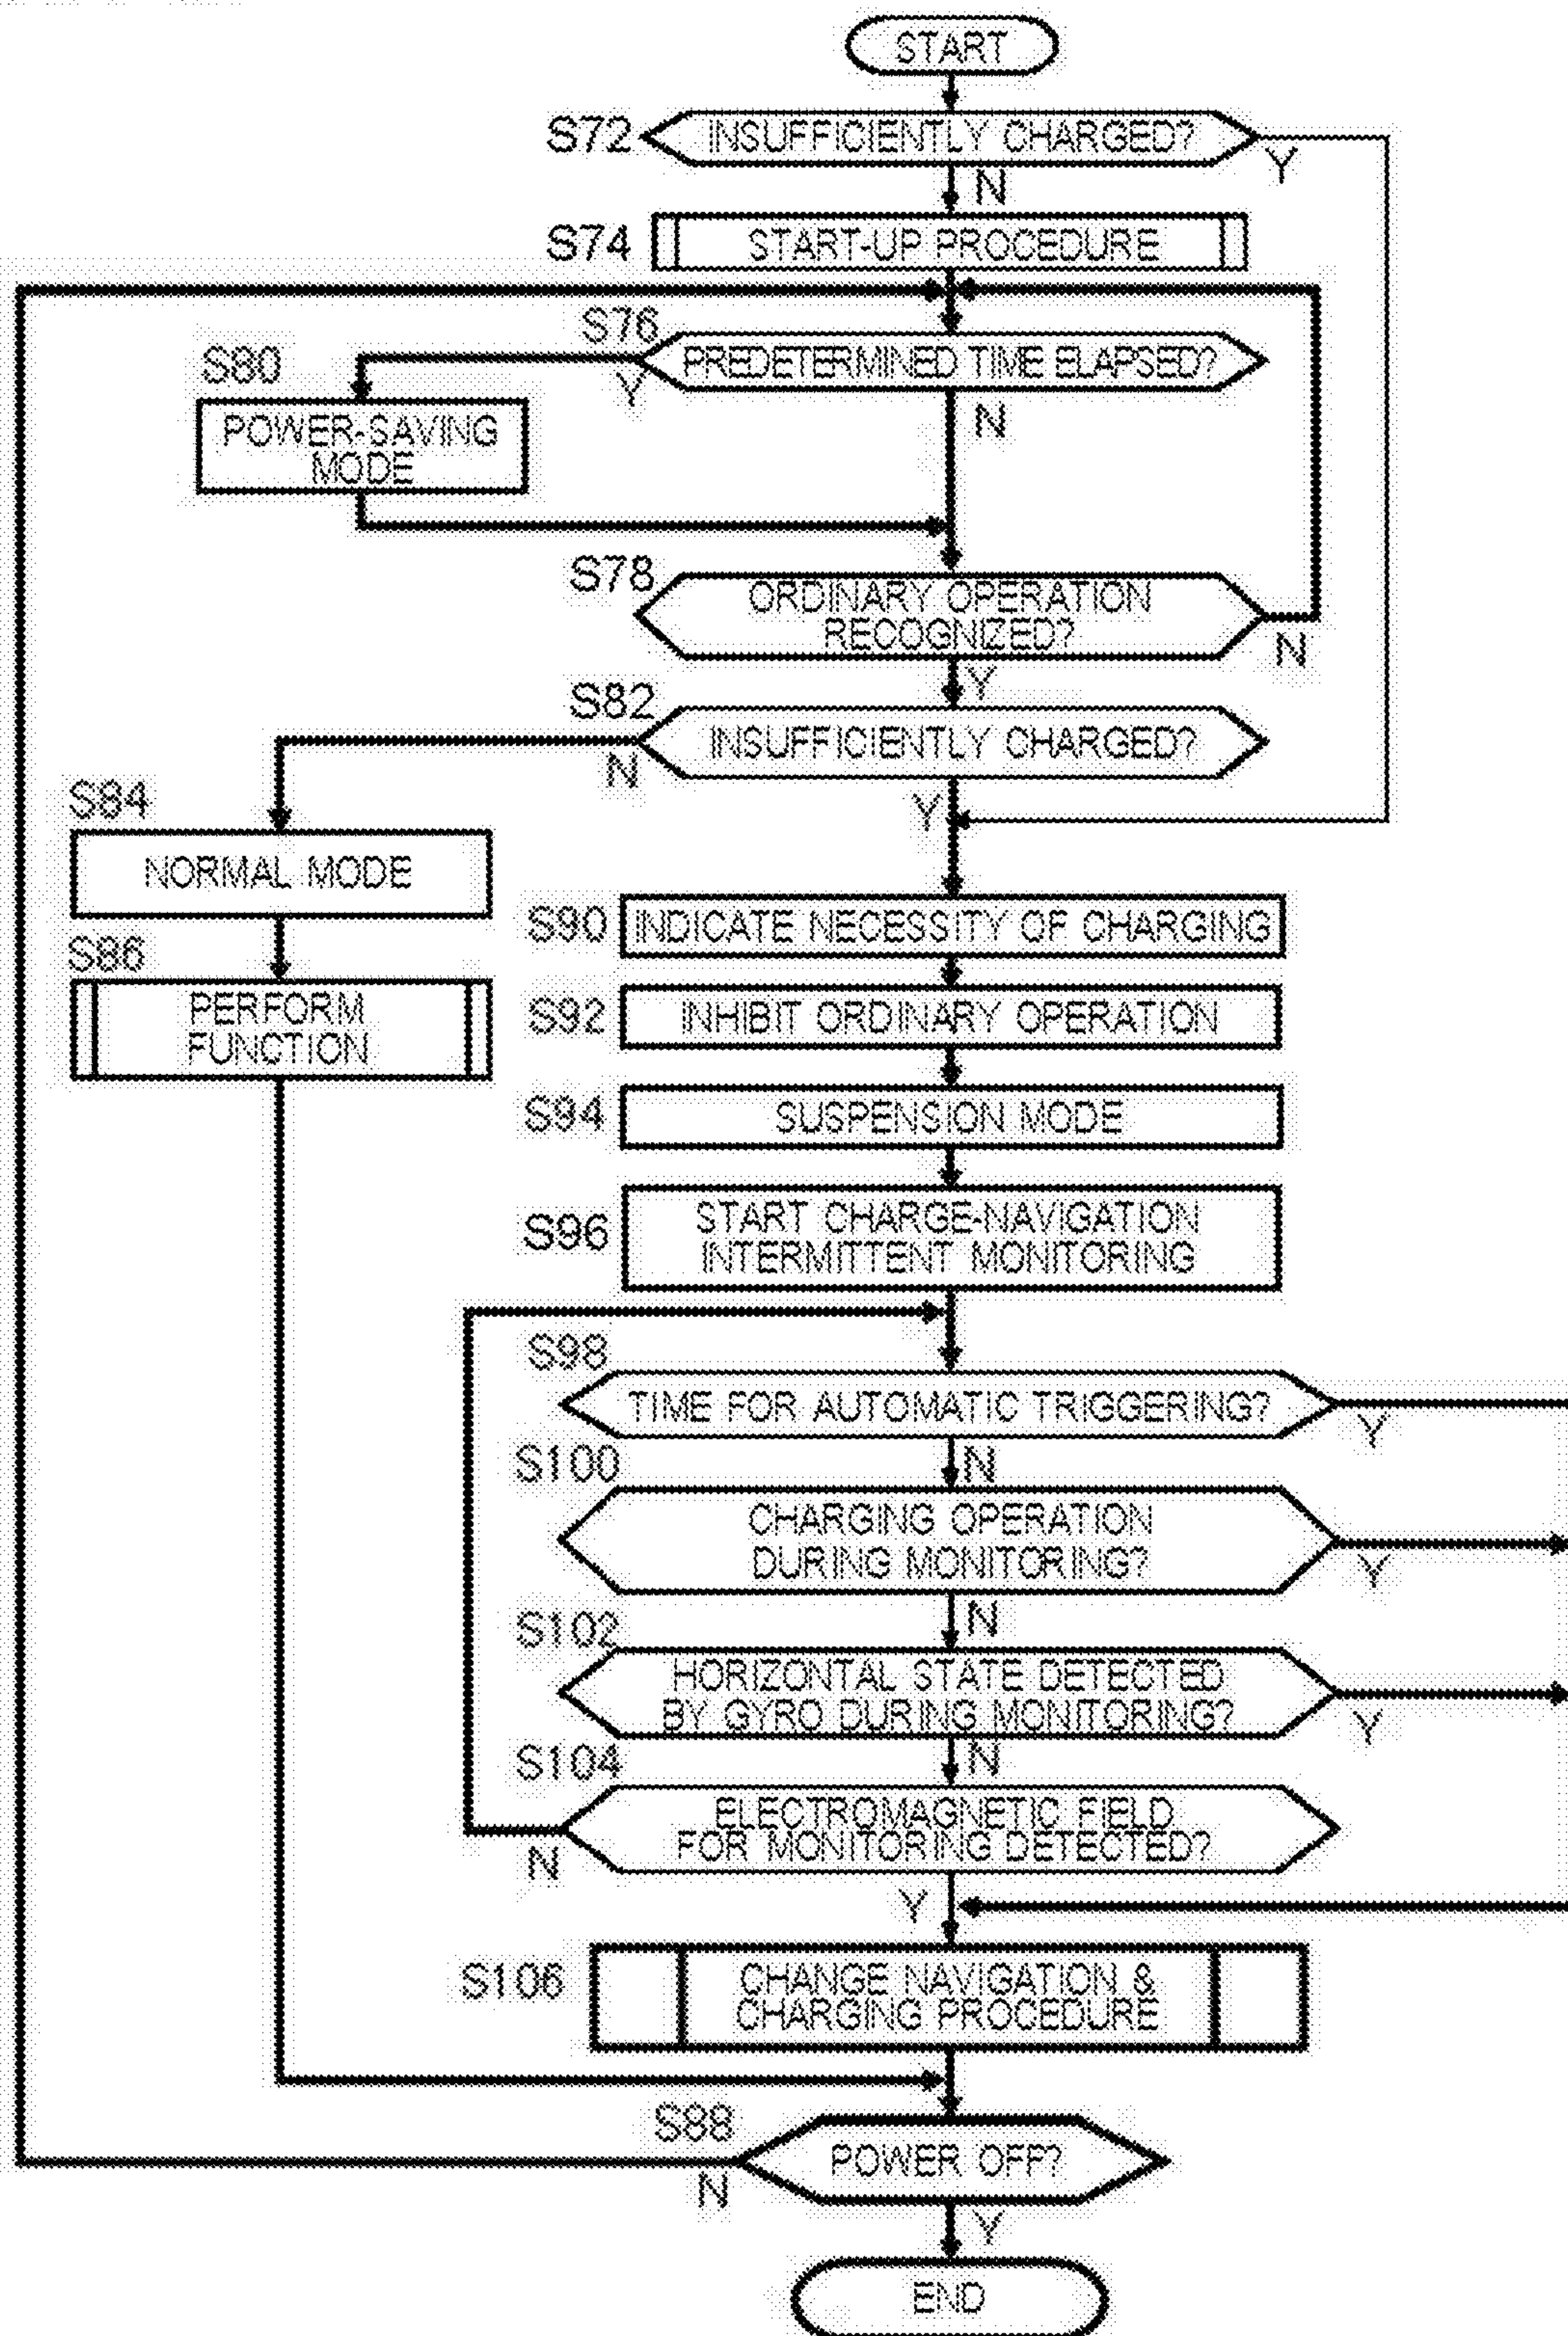 START
S72
INSUFFICIENTLY CHARGED?
Y
N
S74
START-UP PROCEDURE
S76
PREDETERMINED TIME ELAPSED?
Y
N
S80
POWER-SAVING
MODE
S78
ORDINARY OPERATION
RECOGNIZED?
N
Y
S82
INSUFFICIENTLY CHARGED?
N
Y
S84
NORMAL MODE
S86
PERFORM
FUNCTION
S90
INDICATE NECESSITY OF CHARGING
S92
INHIBIT ORDINARY OPERATION
S94
SUSPENSION MODE
S96
START CHARGE-NAVIGATION
INTERMITTENT MONITORING
S98
TIME FOR AUTOMATIC TRIGGERING?
Y
N
S100
CHARGING OPERATION
DURING MONITORING?
Y
N
S102
HORIZONTAL STATE DETECTED
BY GYRO DURING MONITORING?
Y
N
S104
ELECTROMAGNETIC FIELD
FOR MONITORING DETECTED?
N
Y
S106
CHANGE NAVIGATION &
CHARGING PROCEDURE
S88
POWER OFF?
N
Y
END